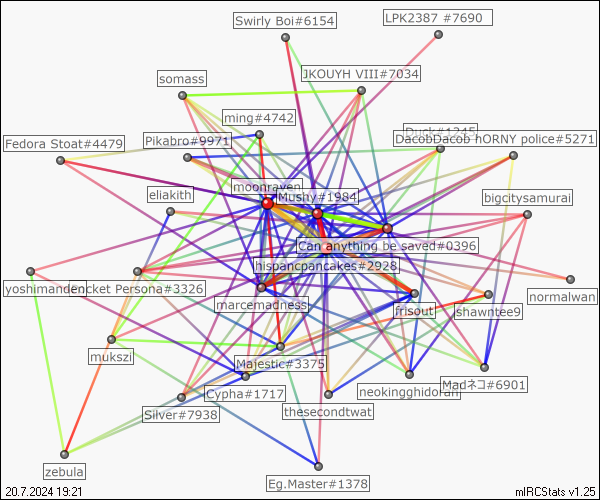 Swirly Boi#6154
LPK2387 #7690
somass
JKOUYH VIII#7034
ming#4742
Fedora Stoat#4479
Pikabro#9971
Duck#1245
DacobDacob hORNY police#5271
moonraven
eliakith
Mushy#1984
bigcitysamurai
Can anything be saved#0396
hispancpancakes#2928
yoshimanden
Persona#3326
marcemadness
frisout
shawntee9
normalwan
mukszi
Majestic#3375
Cypha#1717
neokingghidorah
Madネコ#6901
Silver#7938
thesecondtwat
zebula
Eg.Master#1378
20.7.2024 19:21
mIRCStats v1.25